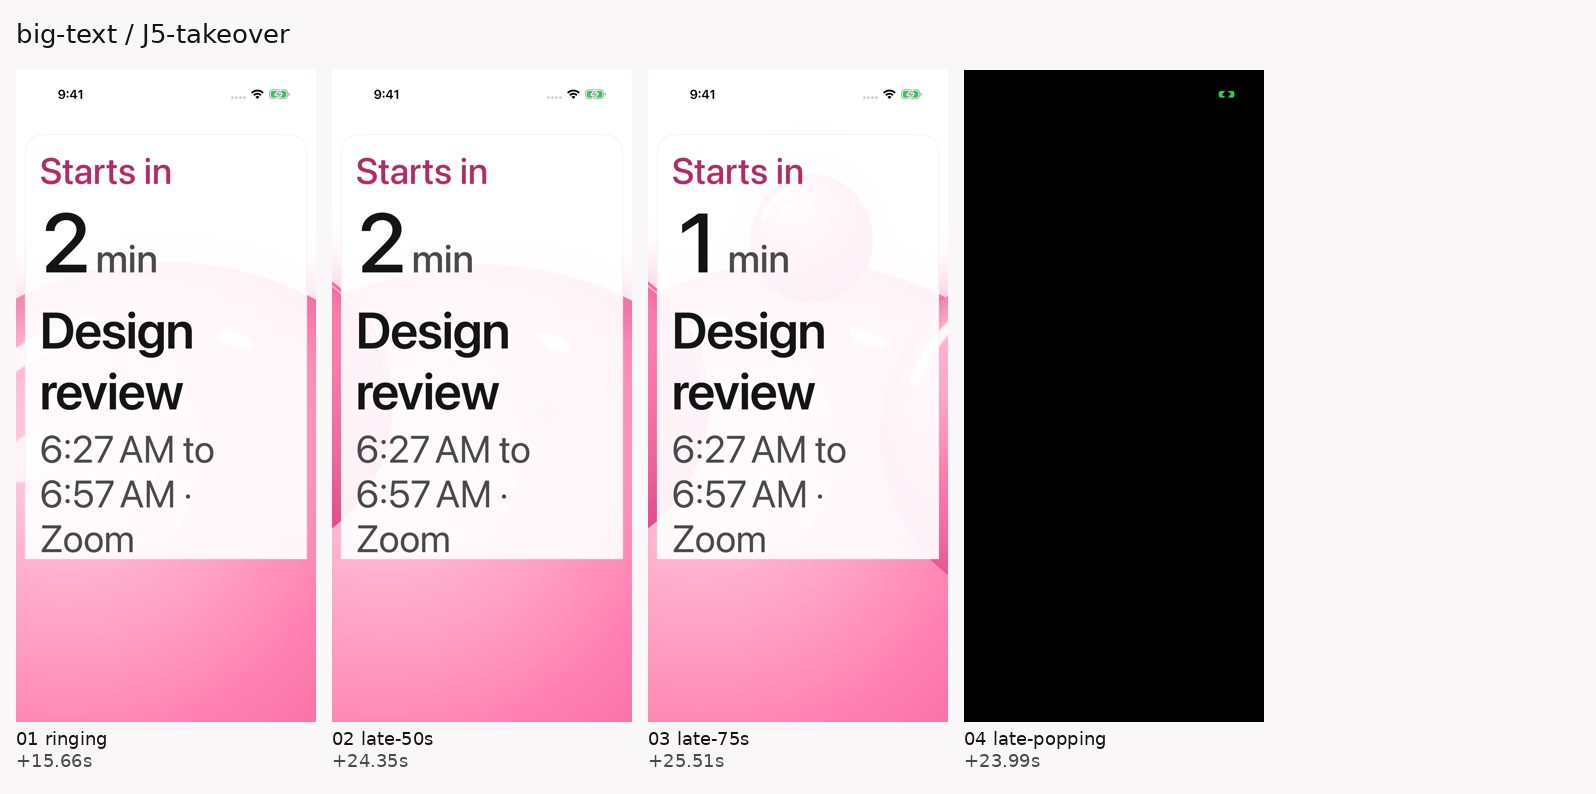 big-text / J5-takeover
9:41
Starts in
2 min
Design
review
6:27 AM to
6:57 AM ·
Zoom
01 ringing
+15.66s
9:41
Starts in
2 min
Design
review
6:27 AM to
6:57 AM ·
Zoom
02 late-50s
+24.35s
9:41
Starts in
1 min
Design
review
6:27 AM to
6:57 AM ·
Zoom
03 late-75s
+25.51s
04 late-popping
+23.99s